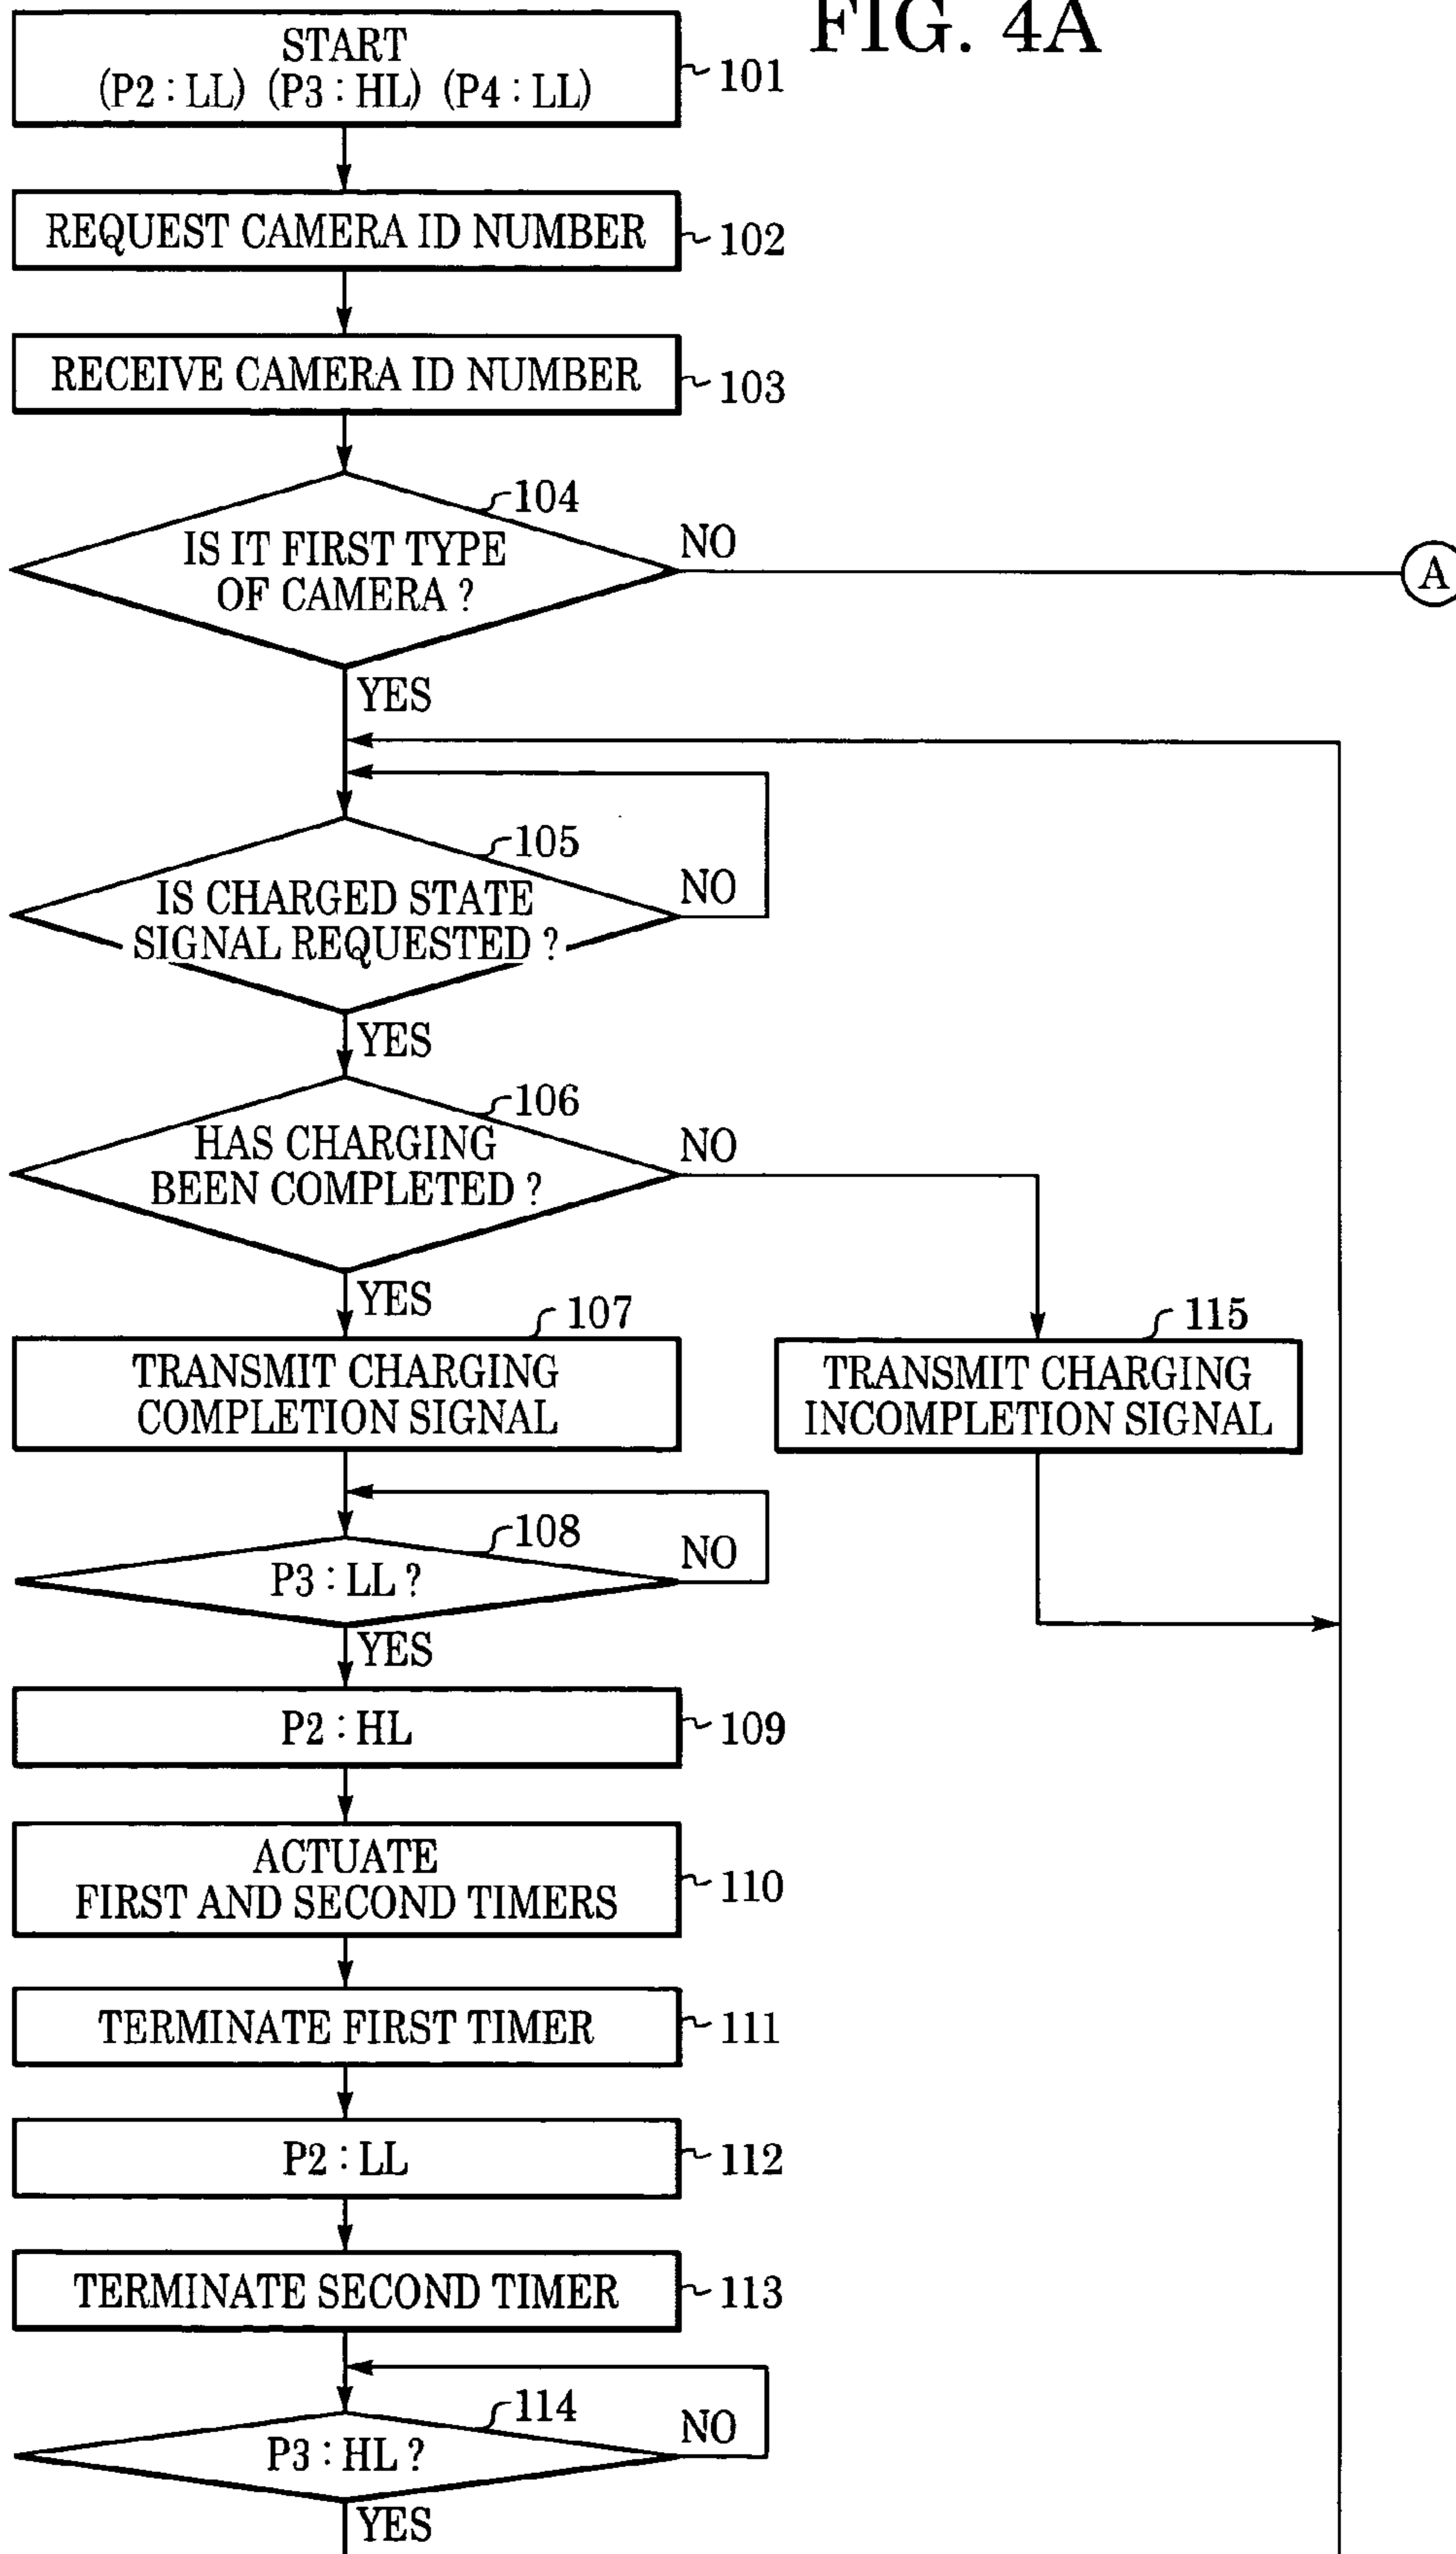 FIG. 4A
START
(P2 : LL) (P3 : HL) (P4 : LL)
101
REQUEST CAMERA ID NUMBER
102
RECEIVE CAMERA ID NUMBER
103
104
IS IT FIRST TYPE
OF CAMERA ?
NO
A
YES
105
IS CHARGED STATE
SIGNAL REQUESTED ?
NO
YES
106
HAS CHARGING
BEEN COMPLETED ?
NO
YES
107
TRANSMIT CHARGING
COMPLETION SIGNAL
115
TRANSMIT CHARGING
INCOMPLETION SIGNAL
108
P3 : LL ?
NO
YES
P2 : HL
109
ACTUATE
FIRST AND SECOND TIMERS
110
TERMINATE FIRST TIMER
111
P2 : LL
112
TERMINATE SECOND TIMER
113
114
P3 : HL ?
NO
YES